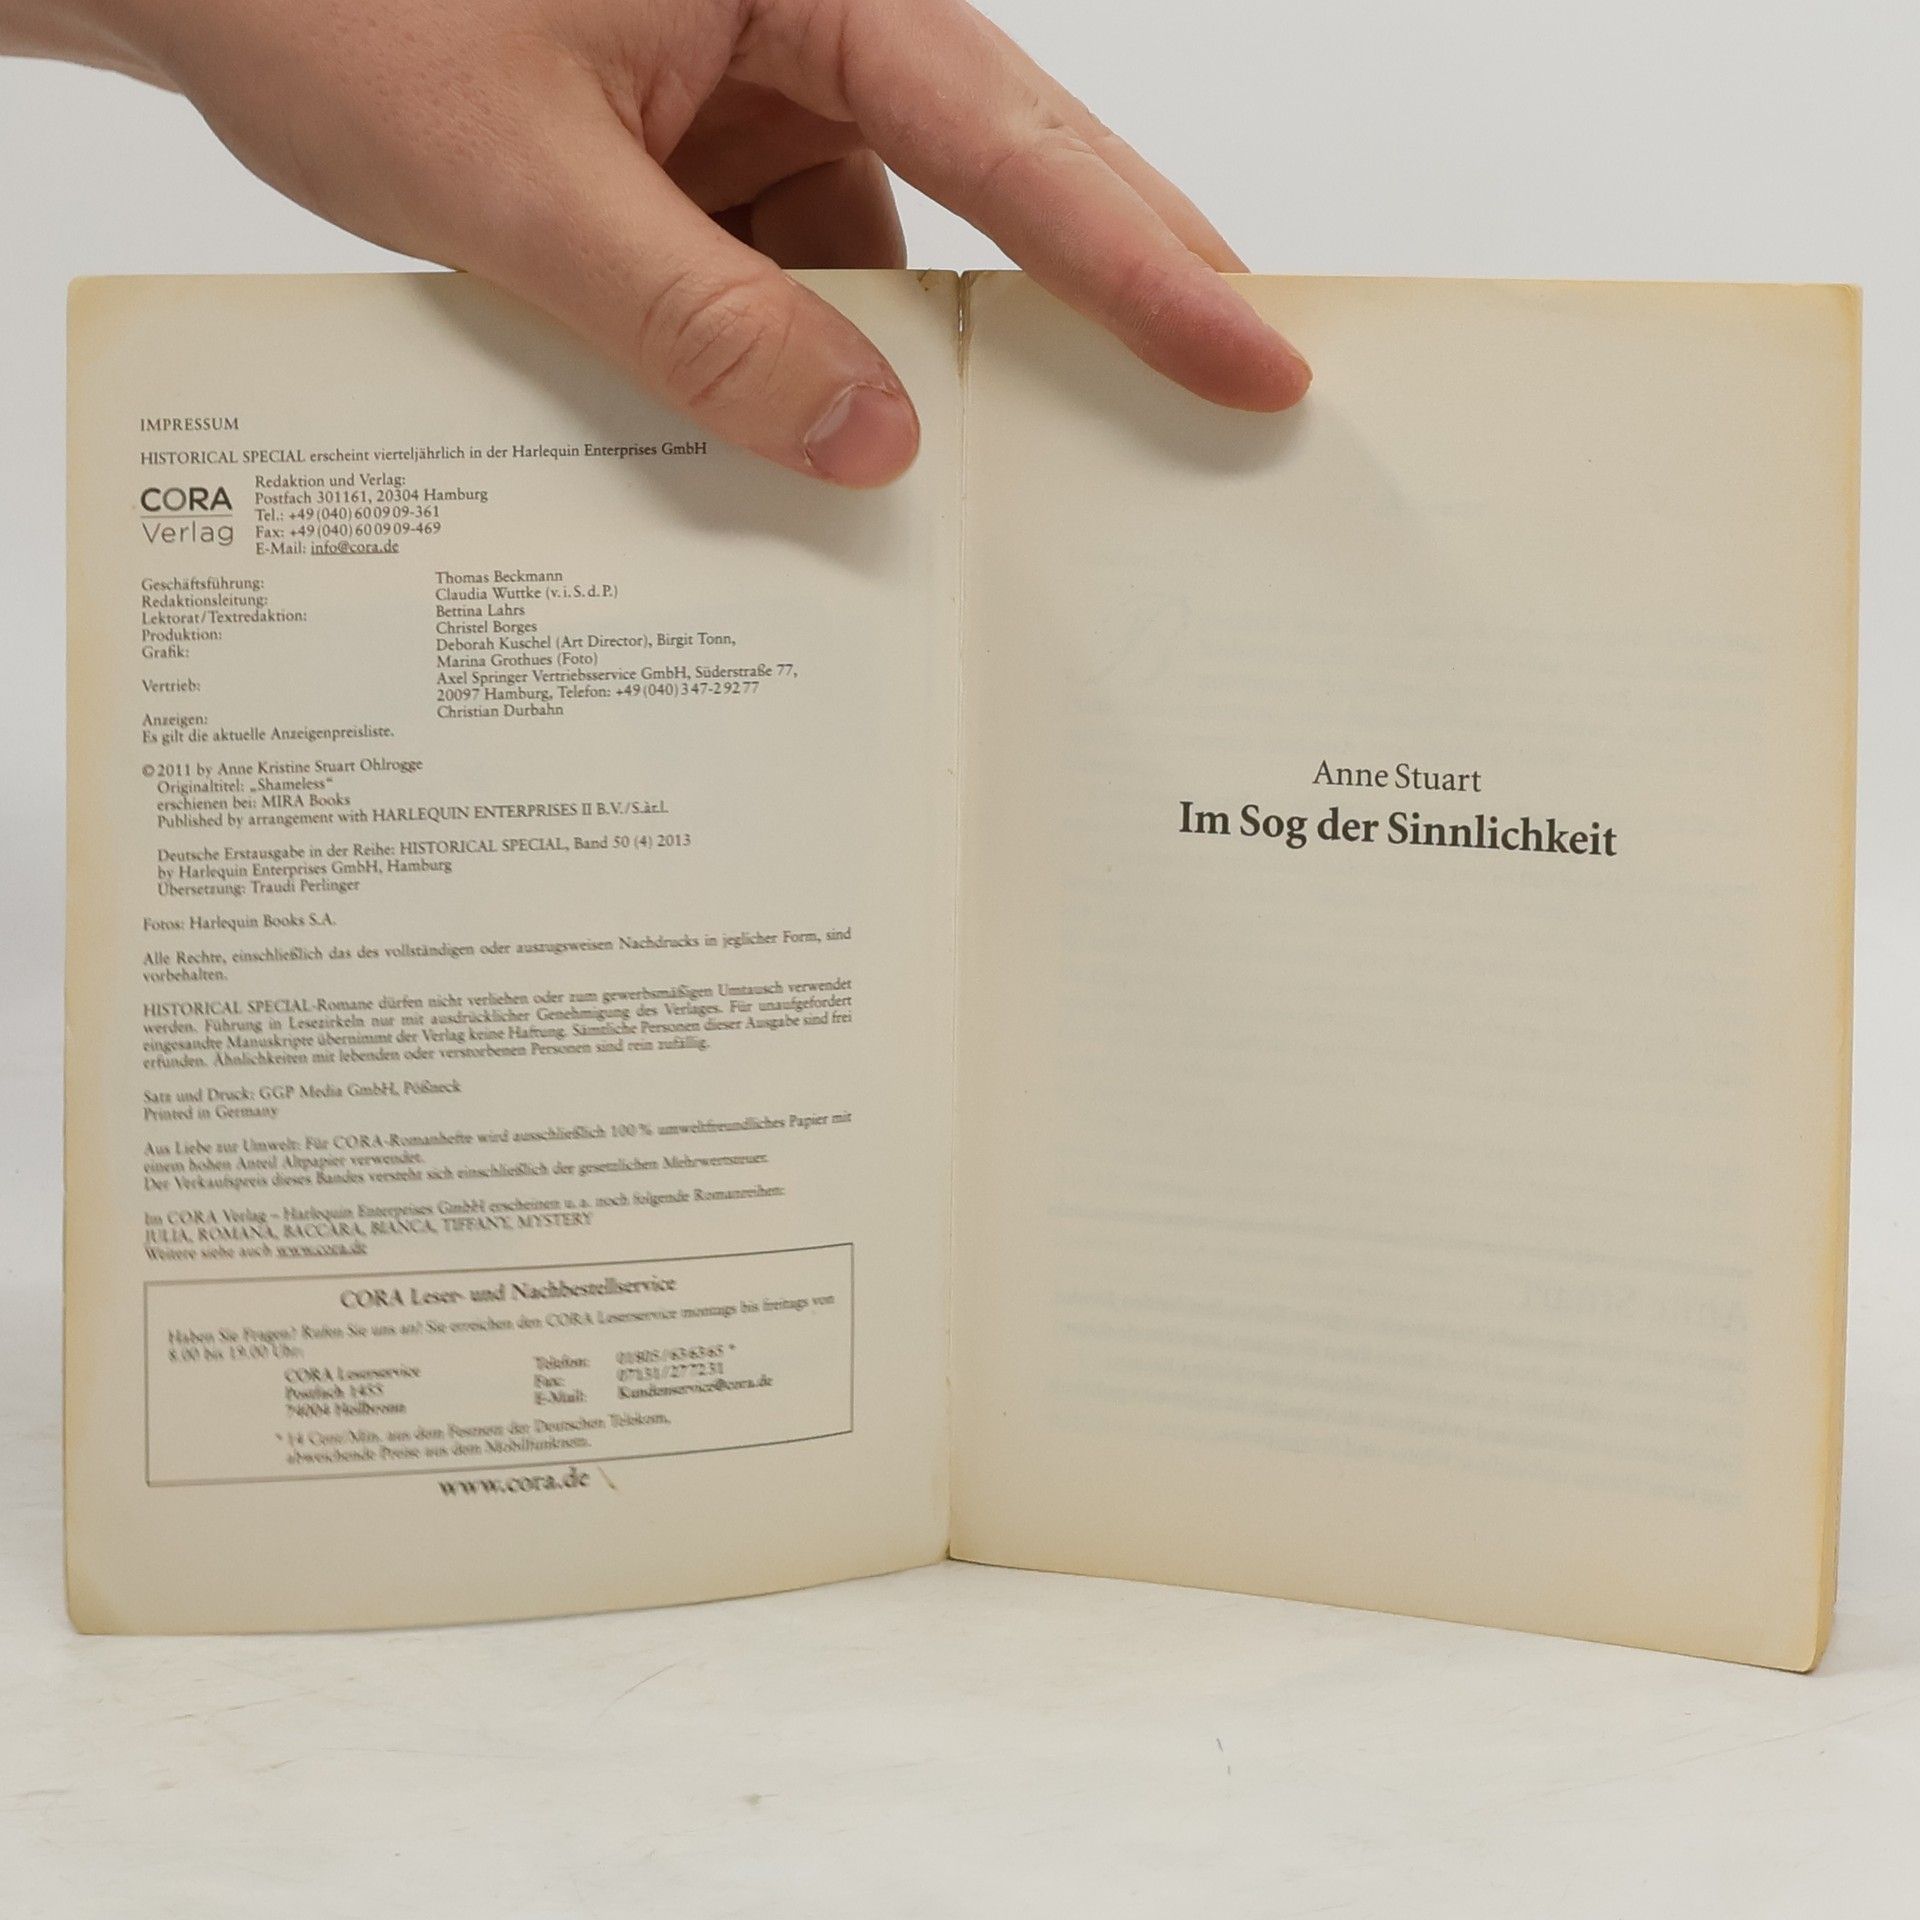 IMPRESSUM
HISTORICAL SPECIAL erscheint vierteljährlich in der Harlequin Enterprises GmbH
CORA
Verlag
Redaktion und Verlag:
Postfach 301161, 20304 Hamburg
Tel.: +49(040)600909-361
Fax: +49(040)600909-469
E-Mail: info@cora.de
Geschäftsführung: Thomas Beckmann
Redaktionsleitung: Claudia Wuttke (v.i.S.d.P.)
Lektorat/Textredaktion: Bettina Lahrs
Produktion: Christel Borges
Grafik: Deborah Kuschel (Art Director), Birgit Tonn,
Marina Grothues (Foto)
Vertrieb: Axel Springer Vertriebsservice GmbH, Süderstraße 77,
20097 Hamburg, Telefon: +49(040)347-29277
Anzeigen: Christian Durbahn
Es gilt die aktuelle Anzeigenpreisliste.
©2011 by Anne Kristine Stuart Ohlrogge
Originaltitel: „Shameless“
erschienen bei: MIRA Books
Published by arrangement with HARLEQUIN ENTERPRISES II B.V./S.àr.l.
Deutsche Erstausgabe in der Reihe: HISTORICAL SPECIAL, Band 50 (4) 2013
by Harlequin Enterprises GmbH, Hamburg
Übersetzung: Traudi Perlinger
Fotos: Harlequin Books S.A.
Alle Rechte, einschließlich das des vollständigen oder auszugsweisen Nachdrucks in jeglicher Form, sind
vorbehalten.
HISTORICAL SPECIAL-Romane dürfen nicht verliehen oder zum gewerbsmäßigen Umtausch verwendet
werden. Führung in Lesezirkeln nur mit ausdrücklicher Genehmigung des Verlages. Für unaufgefordert
eingesandte Manuskripte übernimmt der Verlag keine Haftung. Sämtliche Personen dieser Ausgabe sind frei
erfunden. Ähnlichkeiten mit lebenden oder verstorbenen Personen sind rein zufällig.
Satz und Druck: GGP Media GmbH, Pößneck
Printed in Germany
Aus Liebe zur Umwelt: Für CORA-Romanhefte wird ausschließlich 100% umweltfreundliches Papier mit
einem hohen Anteil Altpapier verwendet.
Der Verkaufspreis dieses Bandes versteht sich einschließlich der gesetzlichen Mehrwertsteuer.
Im CORA Verlag – Harlequin Enterprises GmbH erscheinen u. a. noch folgende Romanreihen:
JULIA, ROMANA, BACCARA, BIANCA, TIFFANY, MYSTERY
Weitere siehe auch www.cora.de
CORA Leser- und Nachbestellservice
Haben Sie Fragen? Rufen Sie uns an! Sie erreichen den CORA Leserservice montags bis freitags von
8.00 bis 19.00 Uhr:
CORA Leserservice Telefon: 01805/636365 *
Postfach 1455 Fax: 07131/277231
74004 Heilbronn E-Mail: Kundenservice@cora.de
* 14 Cent/Min. aus dem Festnetz der Deutschen Telekom,
abweichende Preise aus dem Mobilfunknetz.
www.cora.de
Anne Stuart
Im Sog der Sinnlichkeit